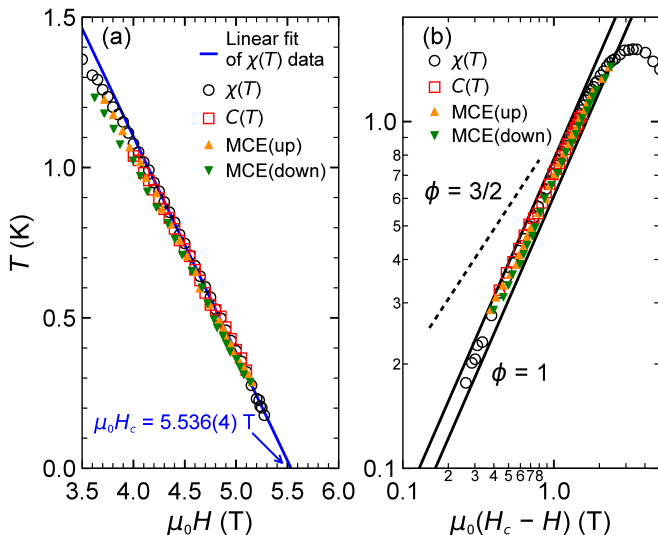 (a)
Linear fit
of χ(T) data
χ(T)
C(T)
MCE(up)
MCE(down)
μ₀H_c = 5.536(4) T
1.5
1.0
0.5
0.0
3.5 4.0 4.5 5.0 5.5 6.0
T (K)
μ₀H (T)
(b)
χ(T)
C(T)
MCE(up)
MCE(down)
ϕ = 3/2
ϕ = 1
1.0
8
7
6
5
4
3
2
0.1
0.1 2 3 4 5 6 7 8 1.0
μ₀(H_c − H) (T)